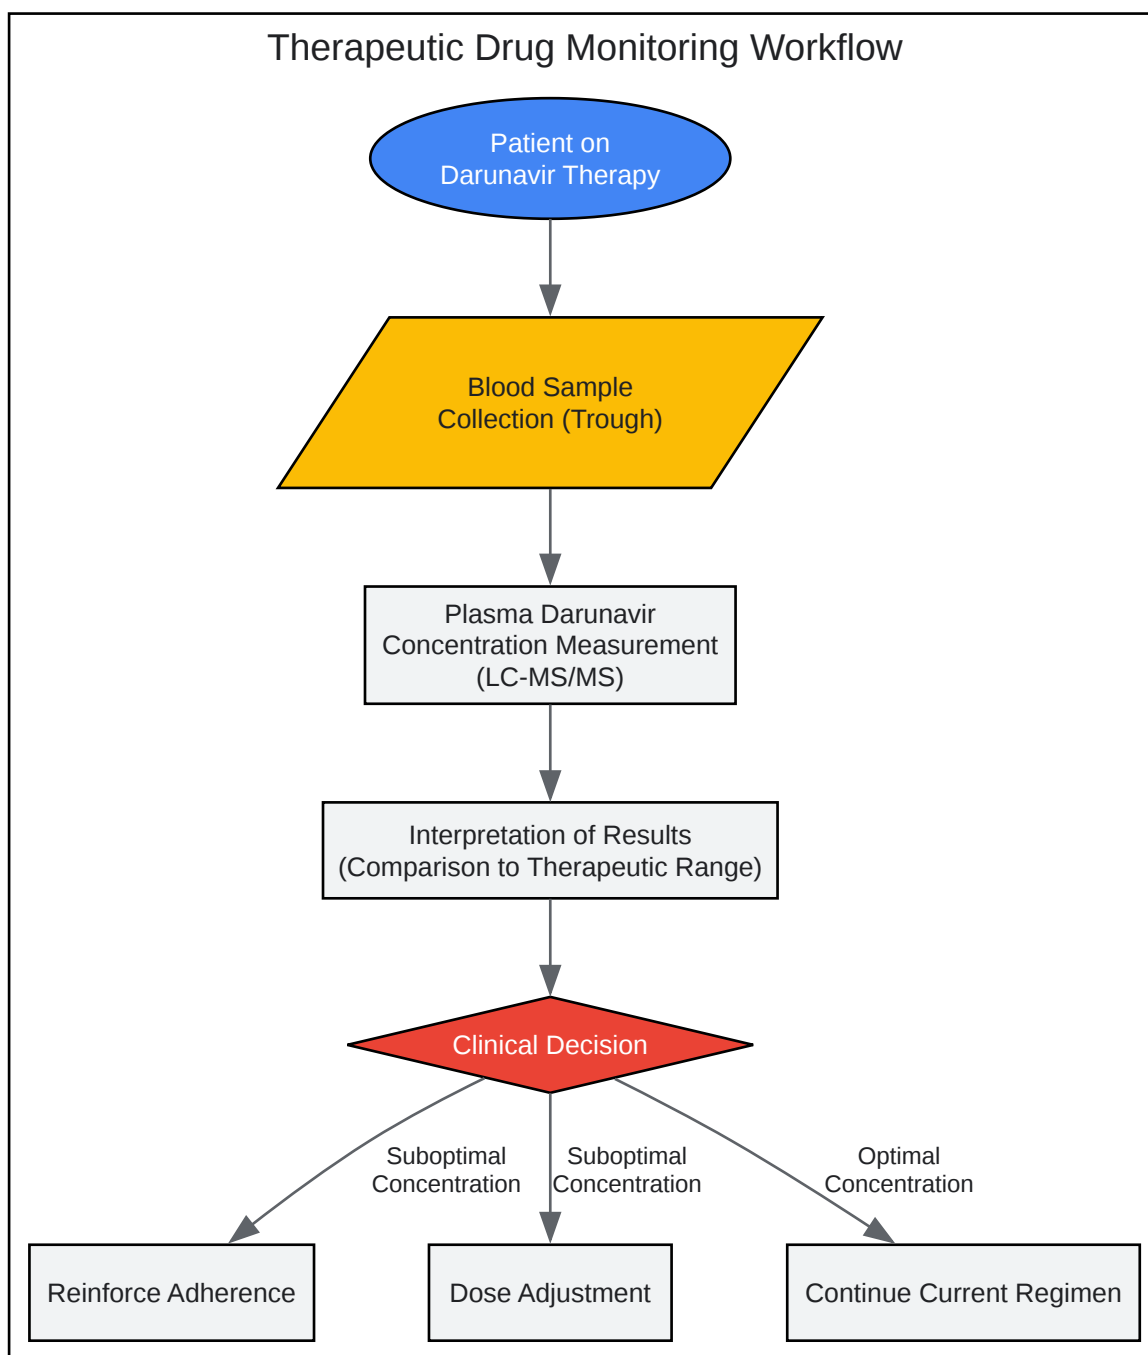 Therapeutic Drug Monitoring Workflow
Patient on
Darunavir Therapy
Blood Sample
Collection (Trough)
Plasma Darunavir
Concentration Measurement
(LC-MS/MS)
Interpretation of Results
(Comparison to Therapeutic Range)
Clinical Decision
Suboptimal
Concentration
Suboptimal
Concentration
Optimal
Concentration
Reinforce Adherence
Dose Adjustment
Continue Current Regimen